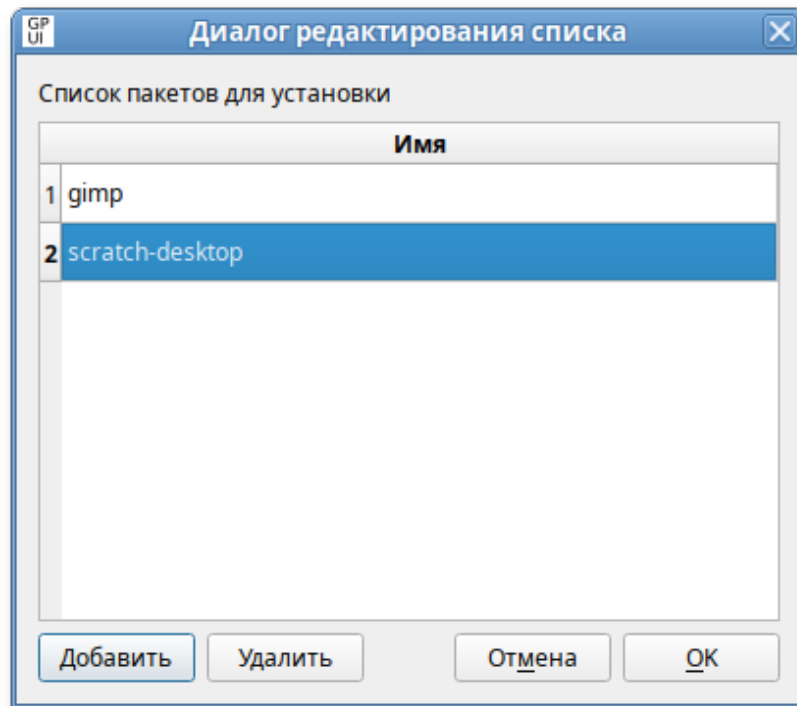 GP
UI
Диалог редактирования списка
Список пакетов для установки
Имя
1 gimp
2 scratch-desktop
Добавить Удалить Отмена OK